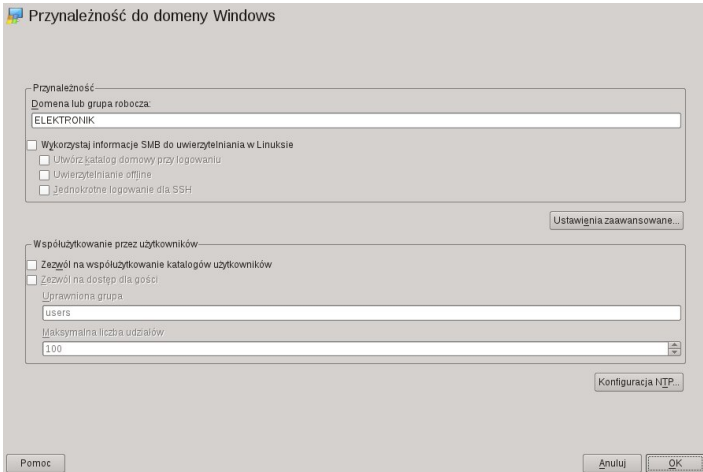 Przynależność do domeny Windows
Przynależność
Domena lub grupa robocza:
ELEKTRONIK
Wykorzystaj informacje SMB do uwierzytelniania w Linuksie
Utwórz katalog domowy przy logowaniu
Uwierzytelnianie offline
Jednokrotne logowanie dla SSH
Ustawienia zaawansowane...
Współużytkowanie przez użytkowników
Zezwól na współużytkowanie katalogów użytkowników
Zezwól na dostęp dla gości
Uprawniona grupa
users
Maksymalna liczba udziałów
100
Konfiguracja NTP...
Pomoc
Anuluj
OK